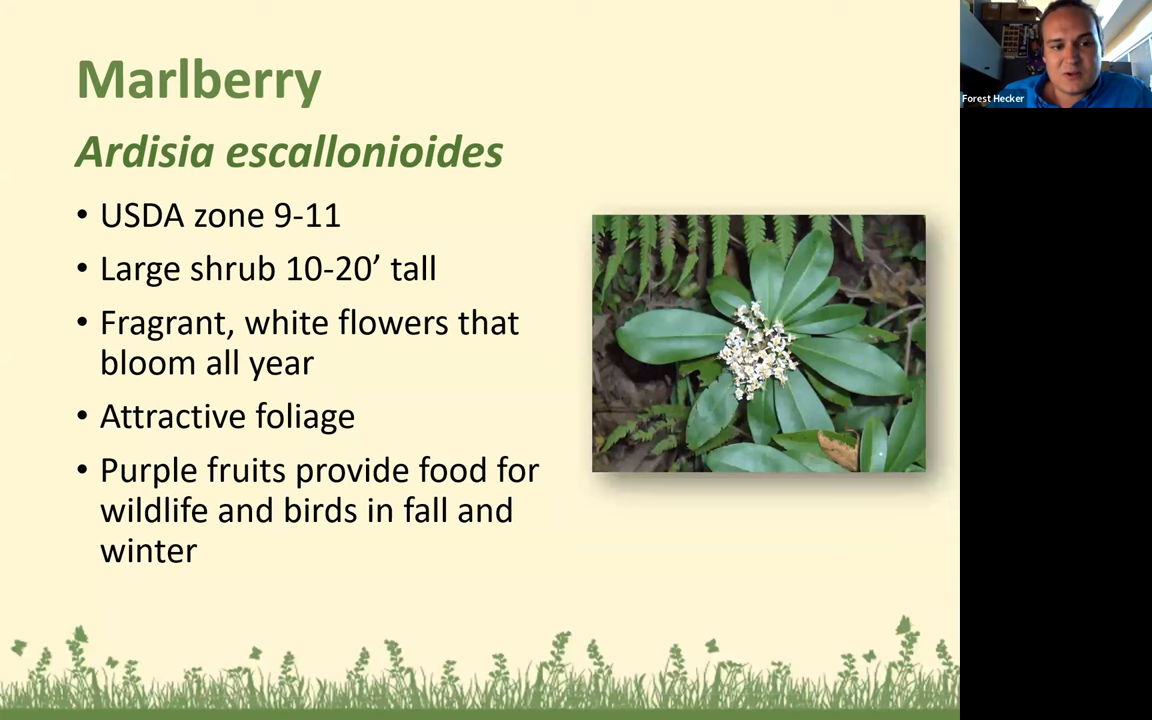 Marlberry
Ardisia escallonioides
• USDA zone 9-11
• Large shrub 10-20’ tall
• Fragrant, white flowers that
bloom all year
• Attractive foliage
• Purple fruits provide food for
wildlife and birds in fall and
winter
Forest Hecker